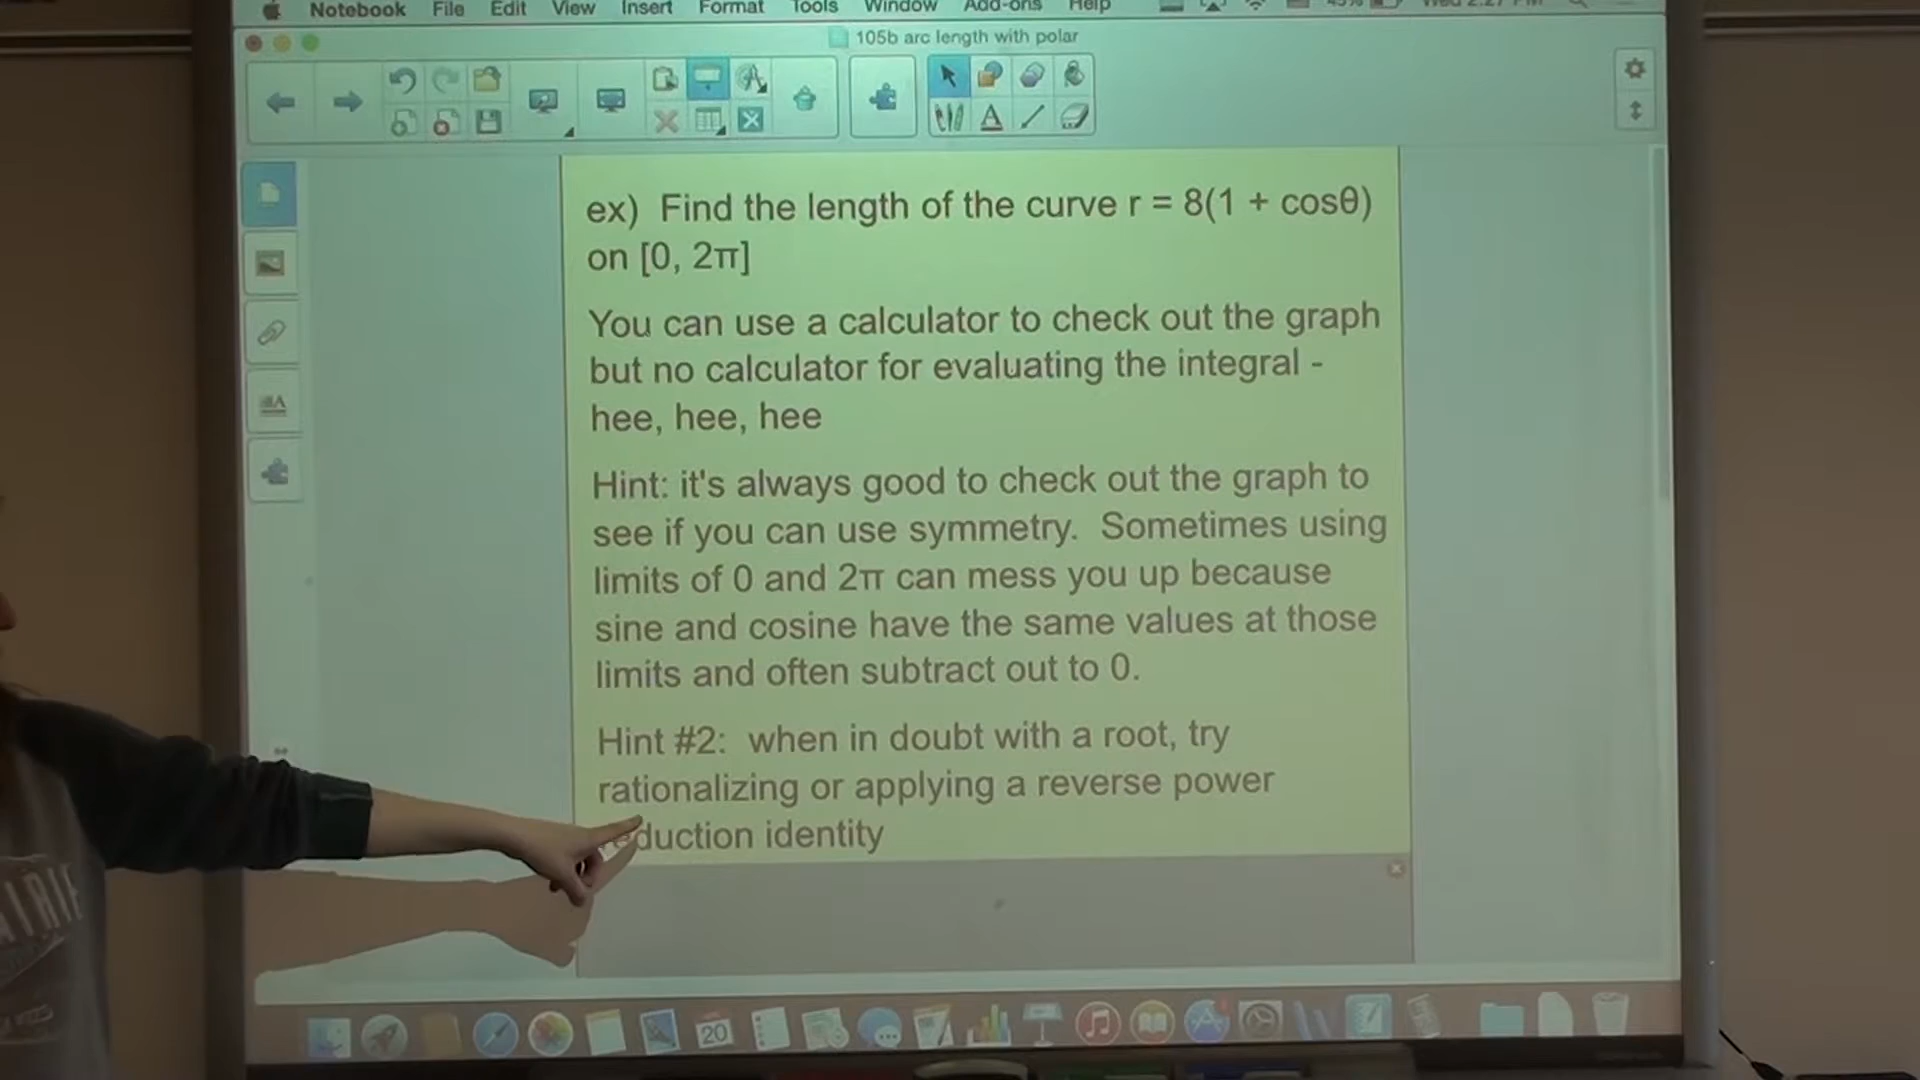 Notebook File Edit View Insert Format Tools Window Add-ons Help
105b arc length with polar
ex) Find the length of the curve r = 8(1 + cosθ)
on [0, 2π]
You can use a calculator to check out the graph
but no calculator for evaluating the integral -
hee, hee, hee
Hint: it's always good to check out the graph to
see if you can use symmetry. Sometimes using
limits of 0 and 2π can mess you up because
sine and cosine have the same values at those
limits and often subtract out to 0.
Hint #2: when in doubt with a root, try
rationalizing or applying a reverse power
reduction identity
20